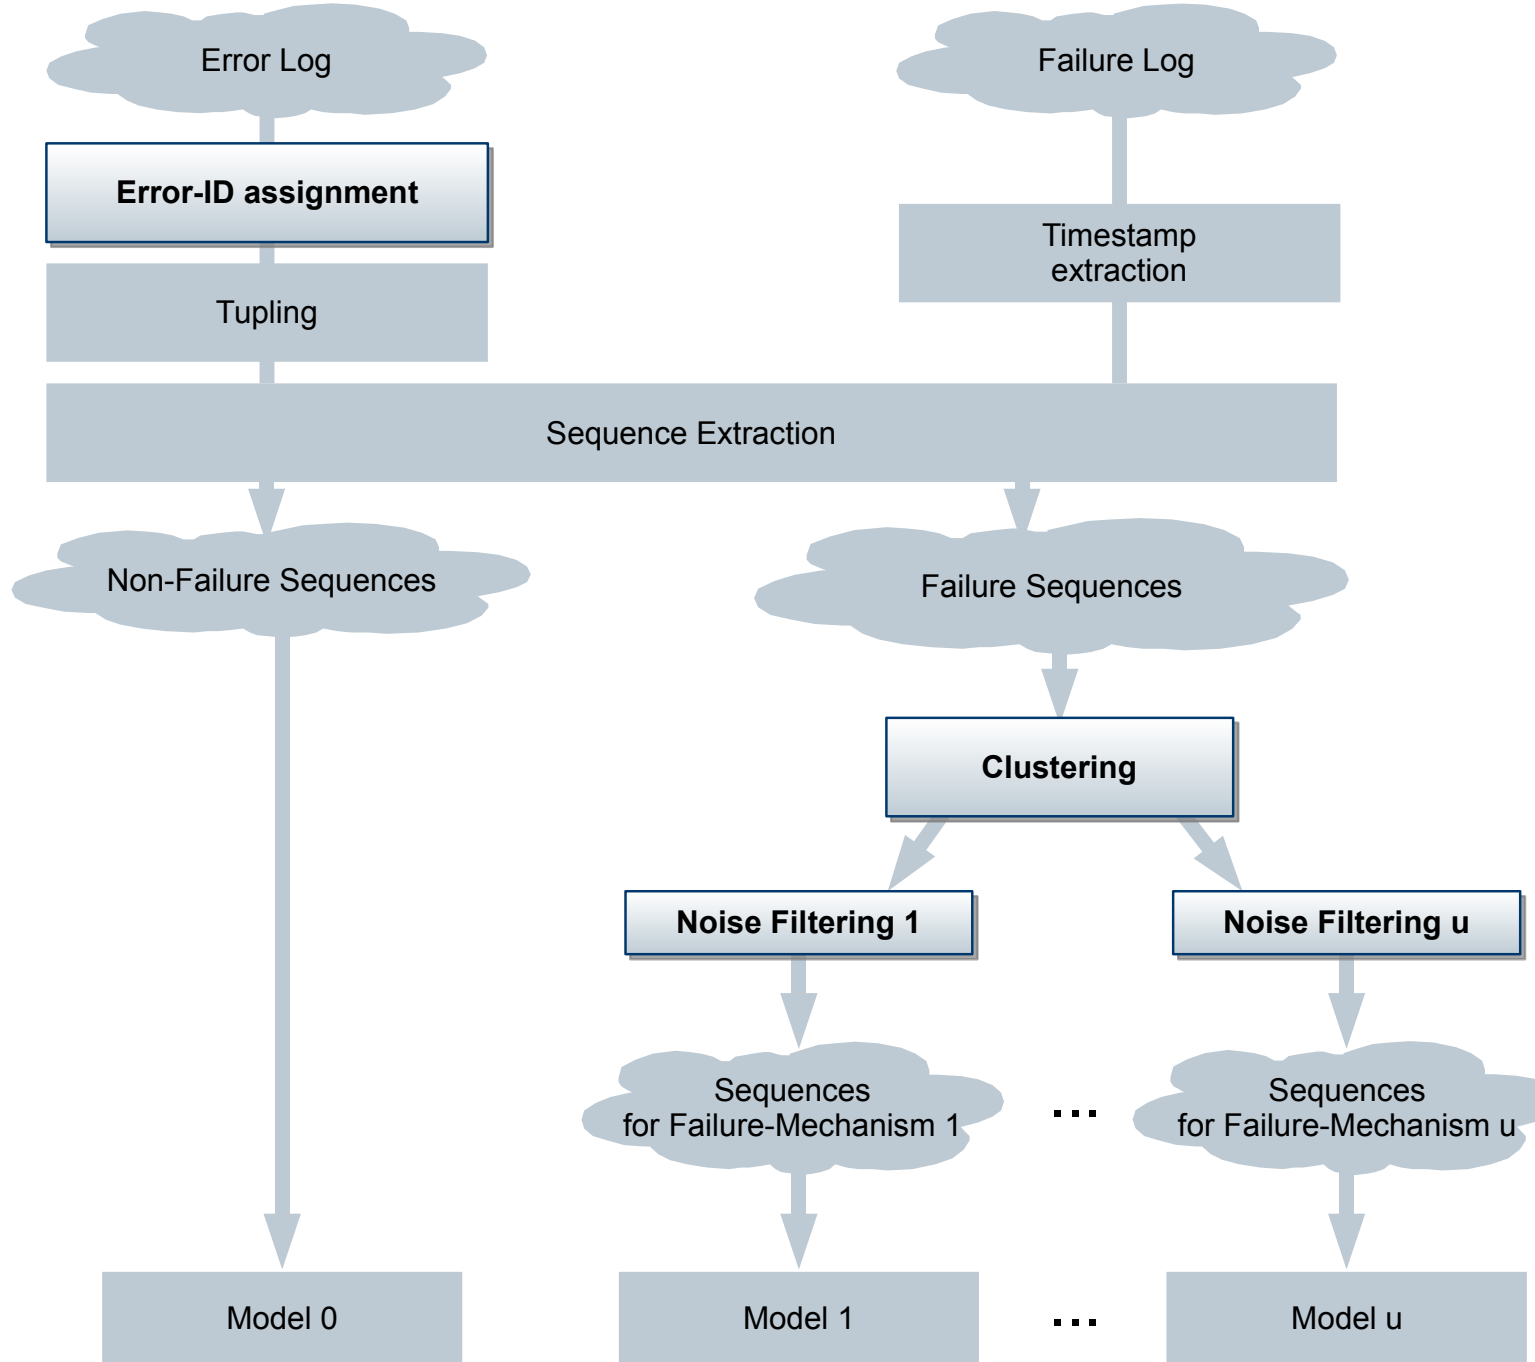 Error Log
Failure Log
Error-ID assignment
Timestamp
extraction
Tupling
Sequence Extraction
Non-Failure Sequences
Failure Sequences
Clustering
Noise Filtering 1
Noise Filtering u
Sequences
for Failure-Mechanism 1
...
Sequences
for Failure-Mechanism u
Model 0
Model 1
...
Model u